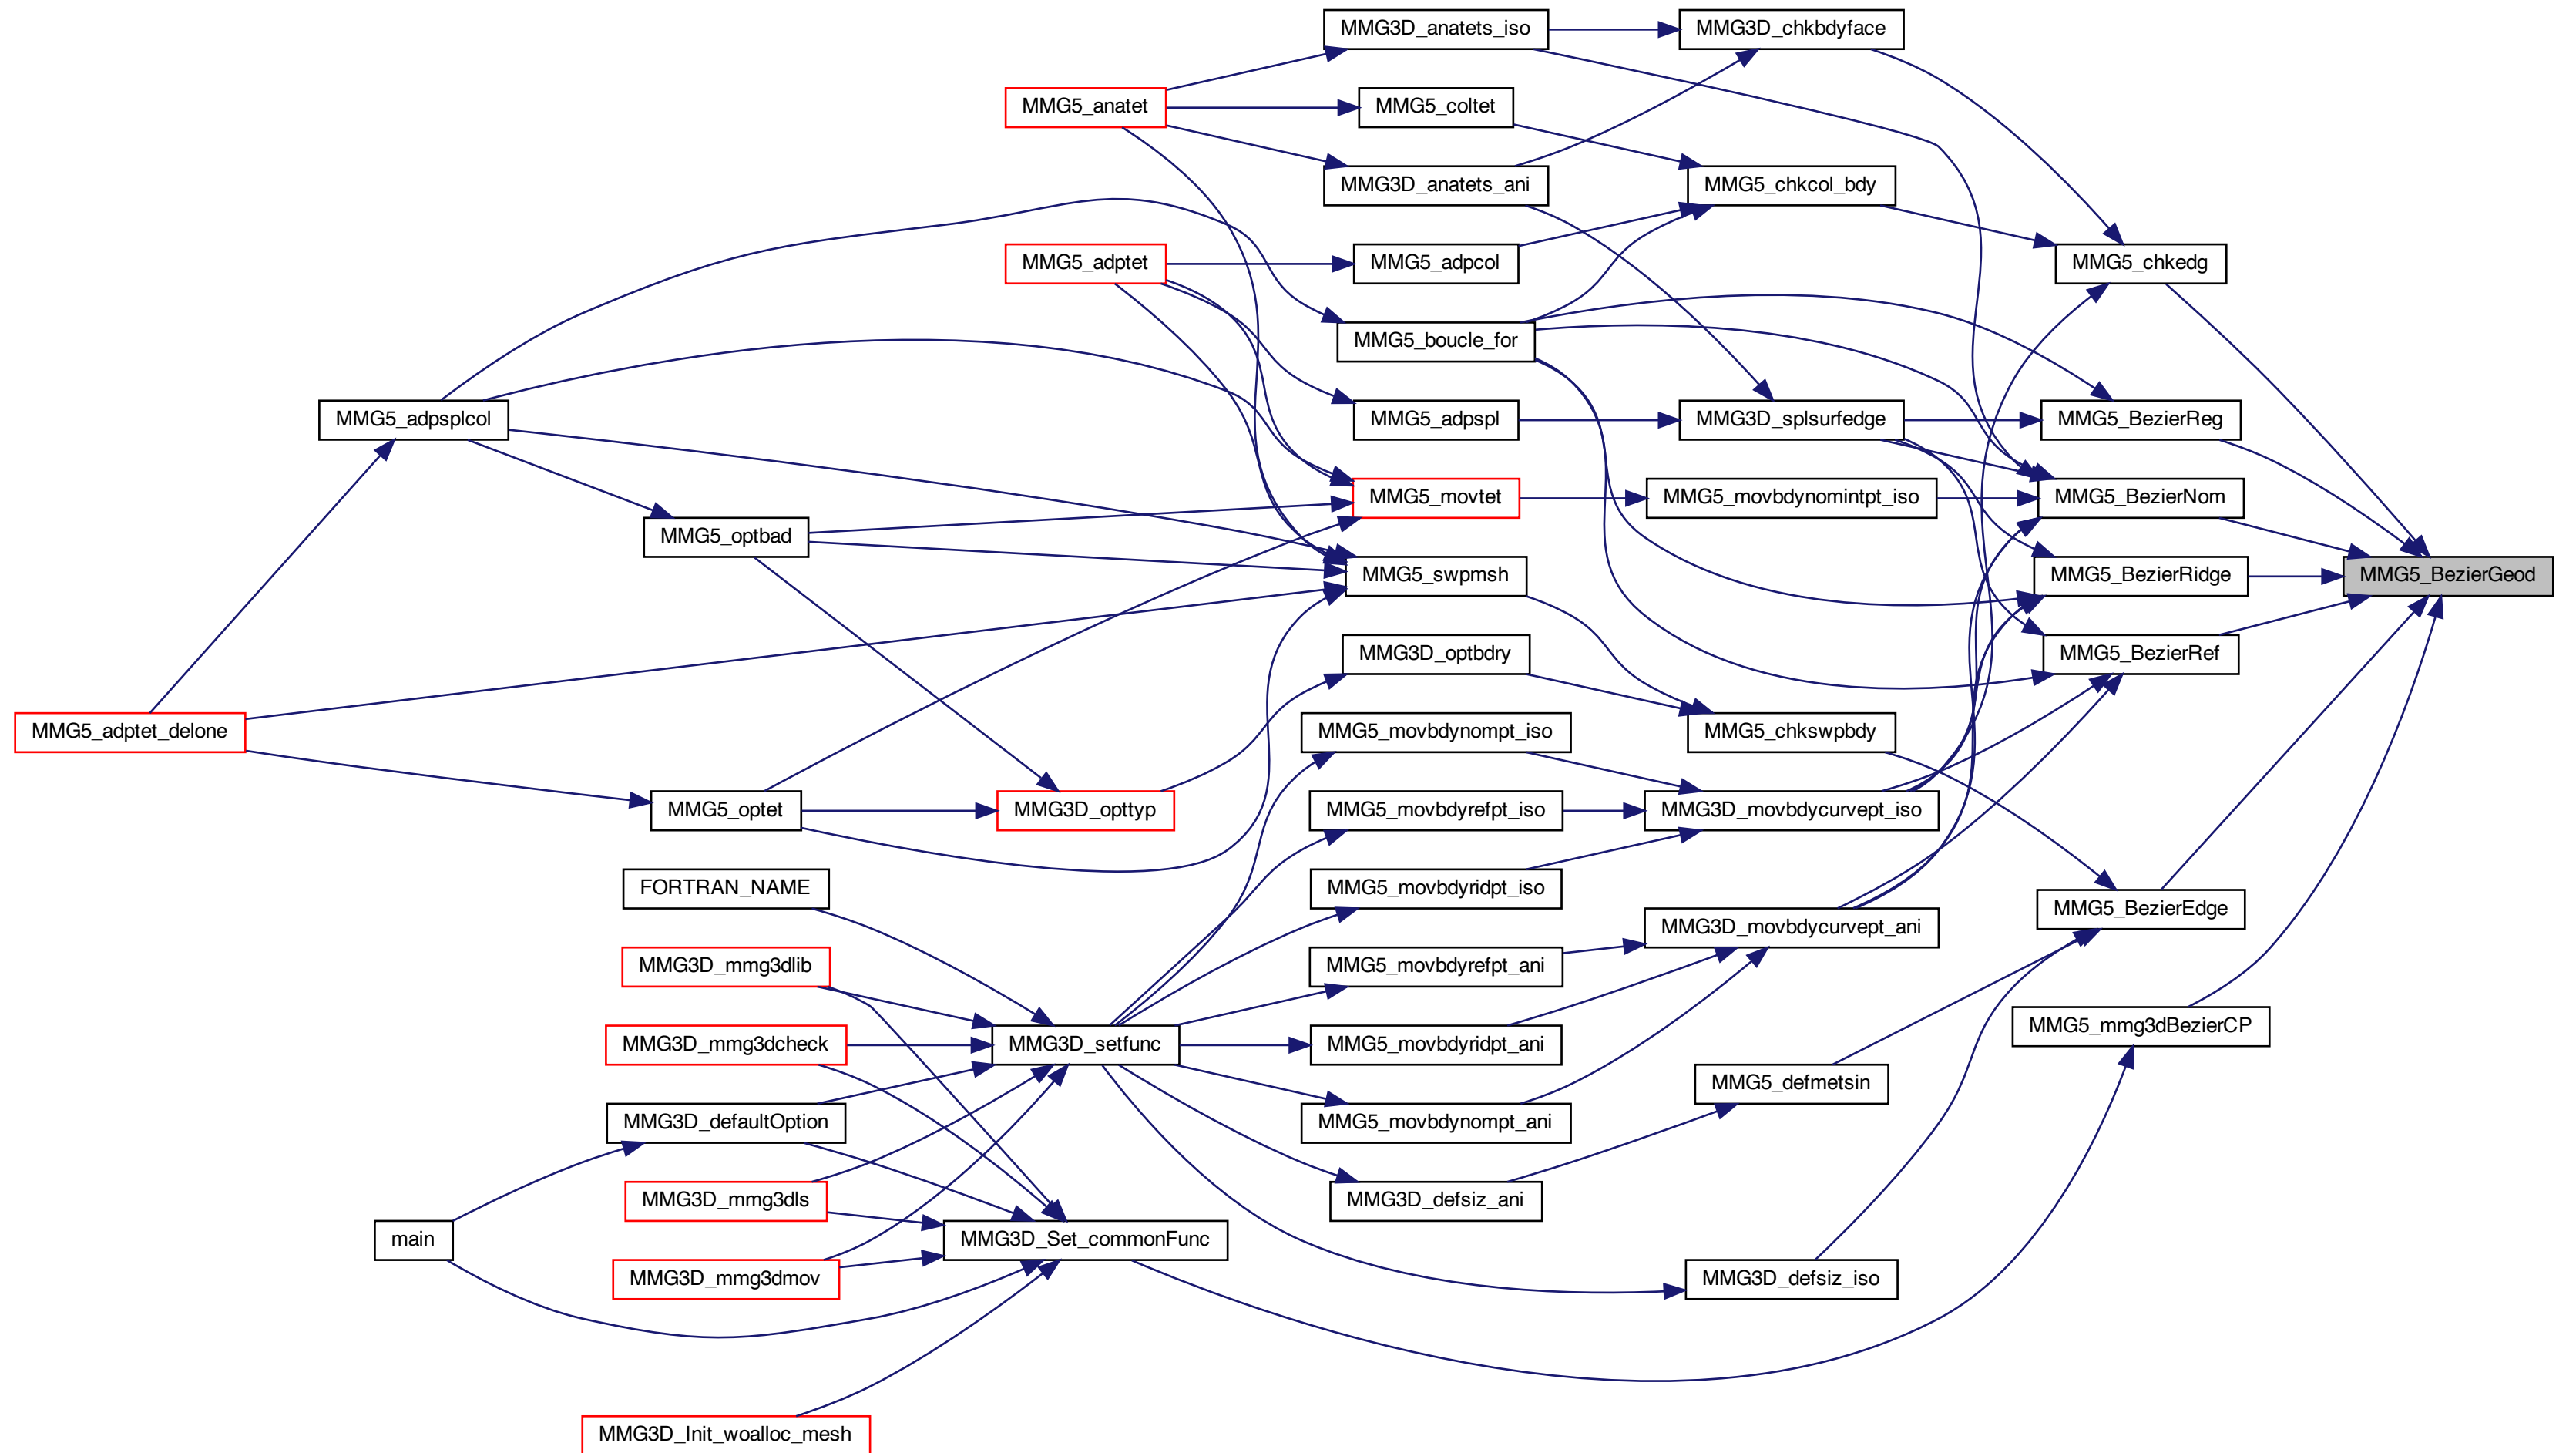 MMG3D_anatets_iso
MMG3D_chkbdyface
MMG5_anatet
MMG5_coltet
MMG3D_anatets_ani
MMG5_chkcol_bdy
MMG5_adptet
MMG5_adpcol
MMG5_chkedg
MMG5_boucle_for
MMG5_adpsplcol
MMG5_adpspl
MMG3D_splsurfedge
MMG5_BezierReg
MMG5_movtet
MMG5_movbdynomintpt_iso
MMG5_BezierNom
MMG5_optbad
MMG5_swpmsh
MMG5_BezierRidge
MMG5_BezierGeod
MMG3D_optbdry
MMG5_BezierRef
MMG5_adptet_delone
MMG5_movbdynompt_iso
MMG5_chkswpbdy
MMG5_optet
MMG3D_opttyp
MMG5_movbdyrefpt_iso
MMG3D_movbdycurvept_iso
FORTRAN_NAME
MMG5_movbdyridpt_iso
MMG5_BezierEdge
MMG3D_movbdycurvept_ani
MMG3D_mmg3dlib
MMG5_movbdyrefpt_ani
MMG5_mmg3dBezierCP
MMG3D_mmg3dcheck
MMG3D_setfunc
MMG5_movbdyridpt_ani
MMG5_defmetsin
MMG3D_defaultOption
MMG5_movbdynompt_ani
MMG3D_mmg3dls
MMG3D_defsiz_ani
main
MMG3D_Set_commonFunc
MMG3D_mmg3dmov
MMG3D_defsiz_iso
MMG3D_Init_woalloc_mesh